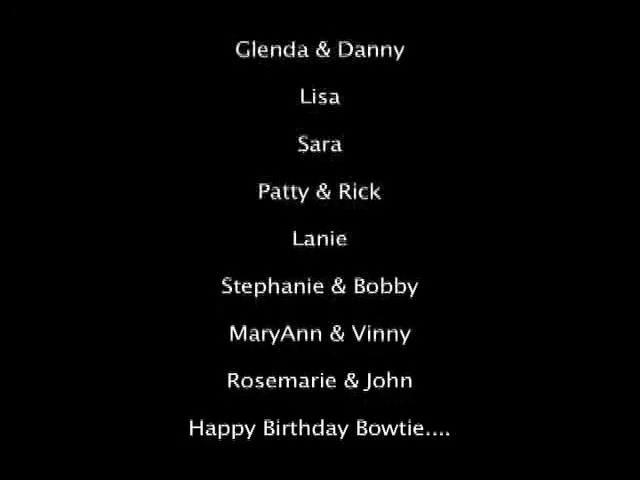 Glenda & Danny
Lisa
Sara
Patty & Rick
Lanie
Stephanie & Bobby
MaryAnn & Vinny
Rosemarie & John
Happy Birthday Bowtie....